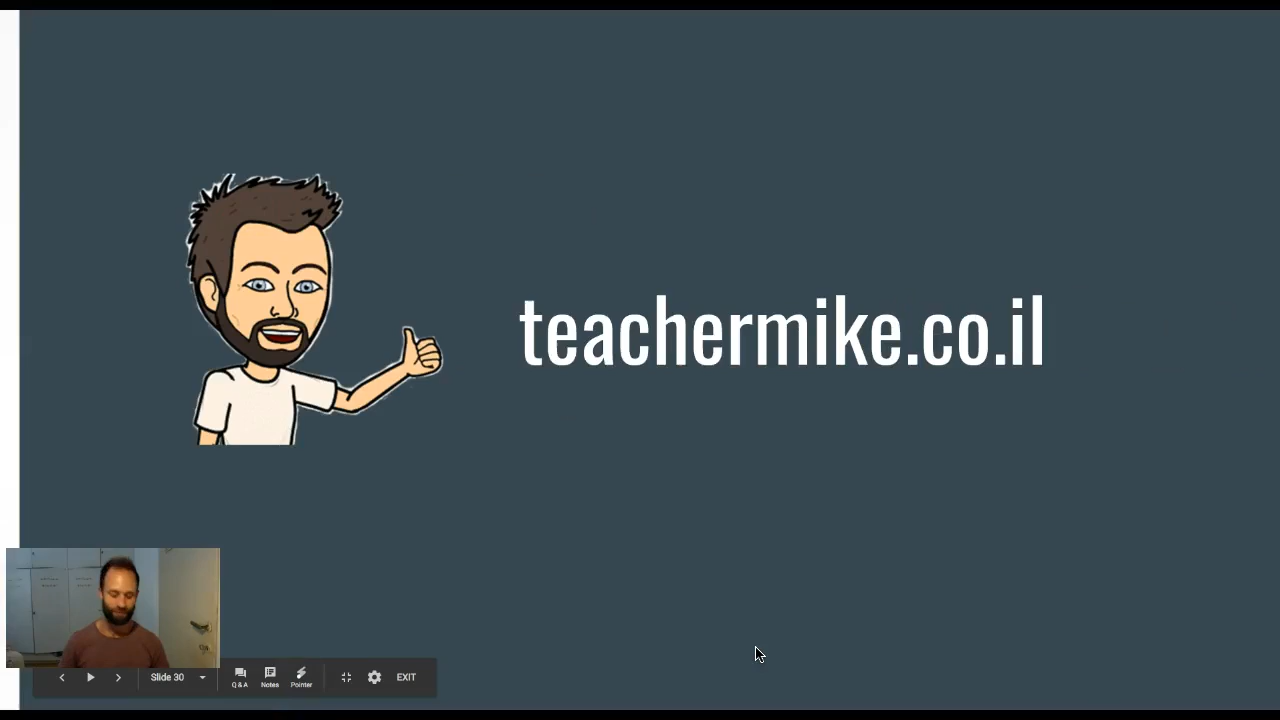 teachermike.co.il
Slide 30
Q & A
Notes
Pointer
EXIT